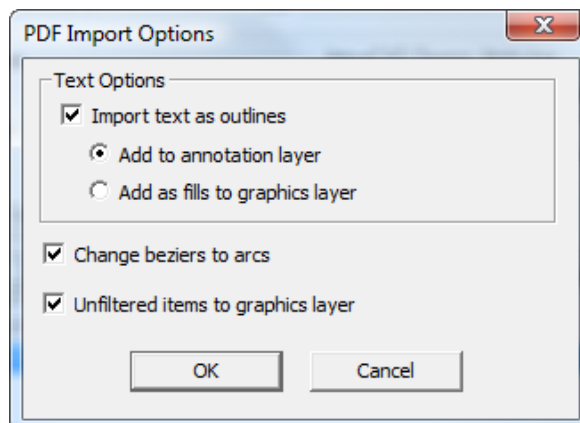 PDF Import Options
Text Options
Import text as outlines
Add to annotation layer
Add as fills to graphics layer
Change beziers to arcs
Unfiltered items to graphics layer
OK Cancel